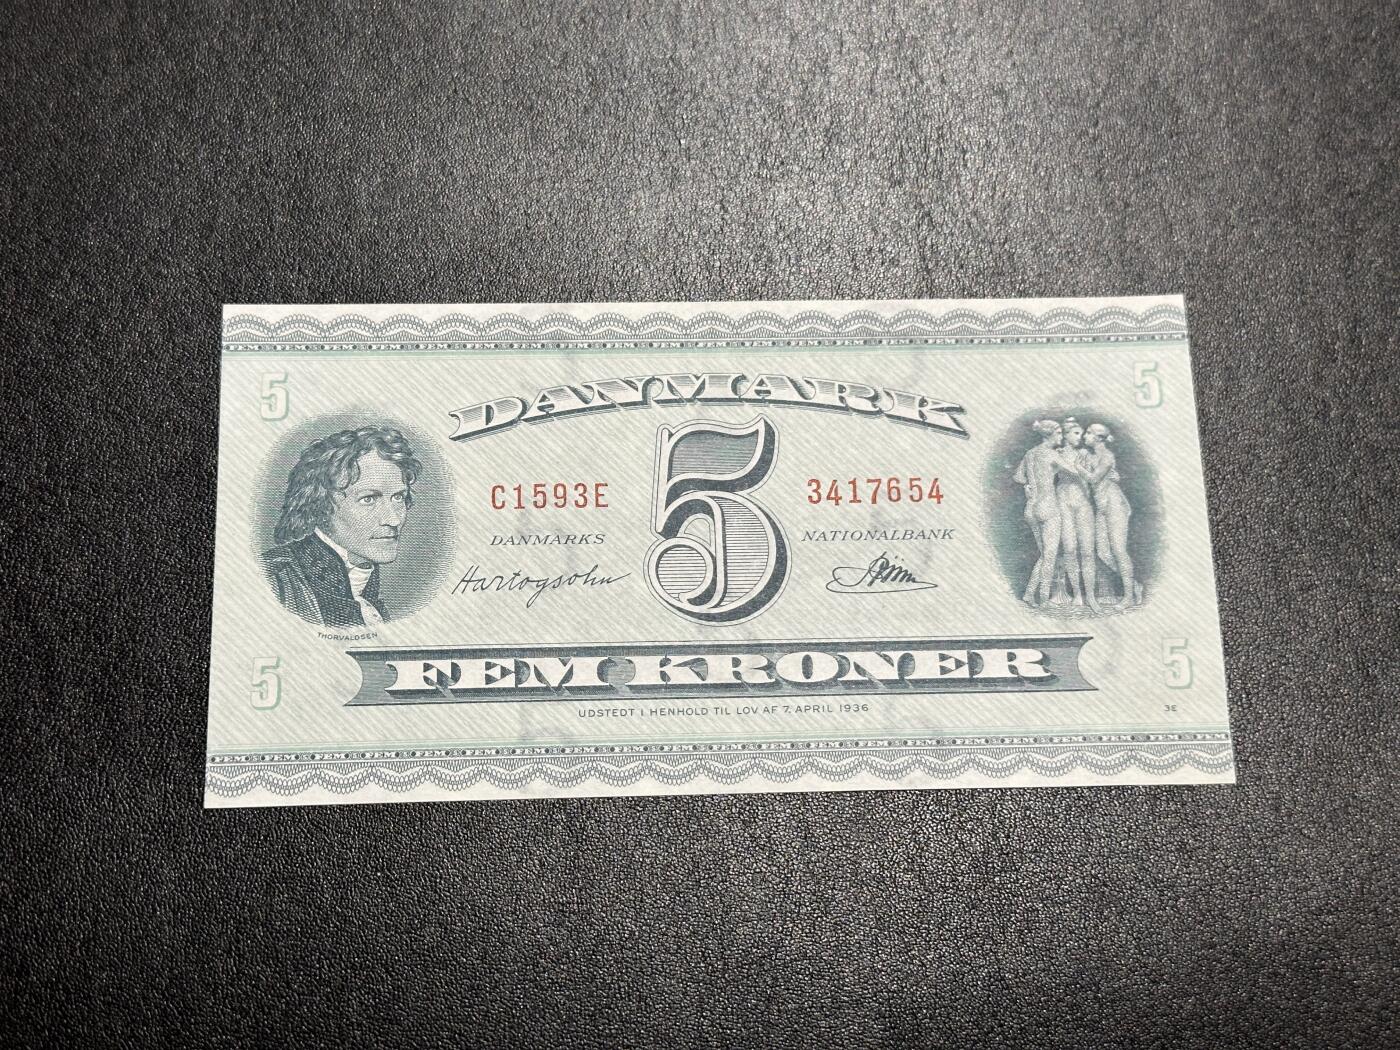 5 5
DANMARK
5
C1593E 3417654
DANMARKS NATIONALBANK
Hartogsohn
THORVALDSEN
FEM KRONER
5 5
UDSTEDT I HENHOLD TIL LOV AF 7. APRIL 1936
3E